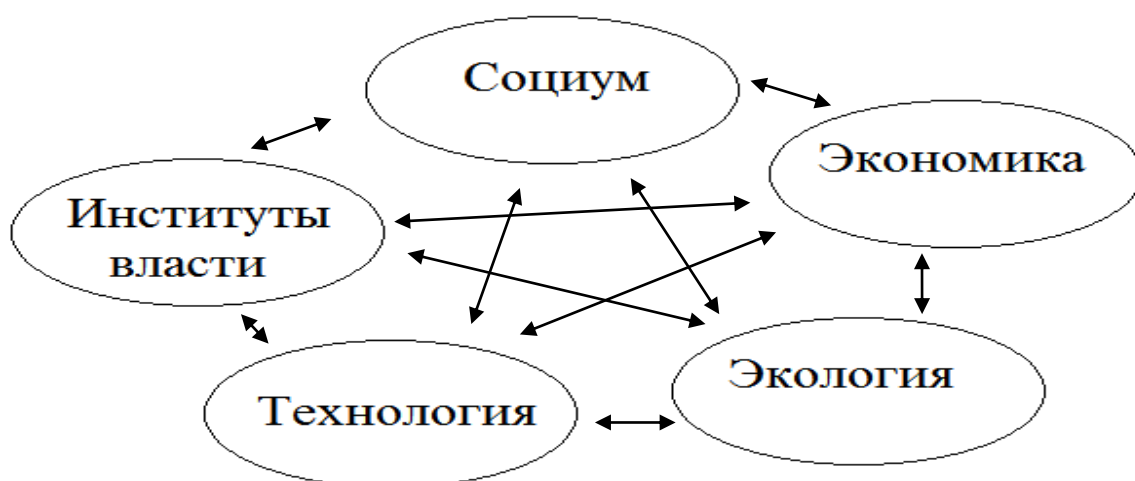 Социум
Экономика
Институты
власти
Экология
Технология